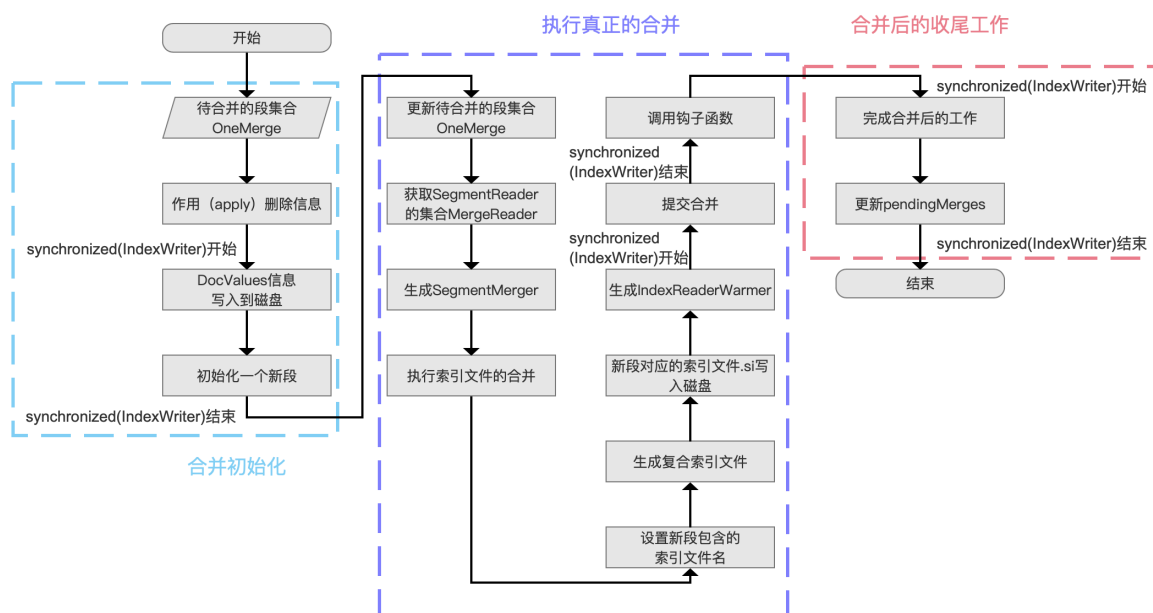 执行真正的合并
合并后的收尾工作
开始
待合并的段集合
OneMerge
作用（apply）删除信息
synchronized(IndexWriter)开始
DocValues信息
写入到磁盘
初始化一个新段
synchronized(IndexWriter)结束
合并初始化
更新待合并的段集合
OneMerge
获取SegmentReader
的集合MergeReader
生成SegmentMerger
执行索引文件的合并
设置新段包含的
索引文件名
生成复合索引文件
新段对应的索引文件.si写
入磁盘
生成IndexReaderWarmer
synchronized
(IndexWriter)开始
提交合并
synchronized
(IndexWriter)结束
调用钩子函数
synchronized(IndexWriter)开始
完成合并后的工作
更新pendingMerges
synchronized(IndexWriter)结束
结束